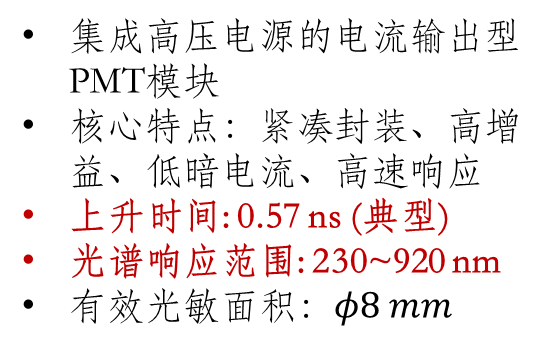 • 集成高压电源的电流输出型
PMT模块
• 核心特点：紧凑封装、高增
益、低暗电流、高速响应
• 上升时间: 0.57 ns (典型)
• 光谱响应范围: 230~920 nm
• 有效光敏面积：ϕ8 mm